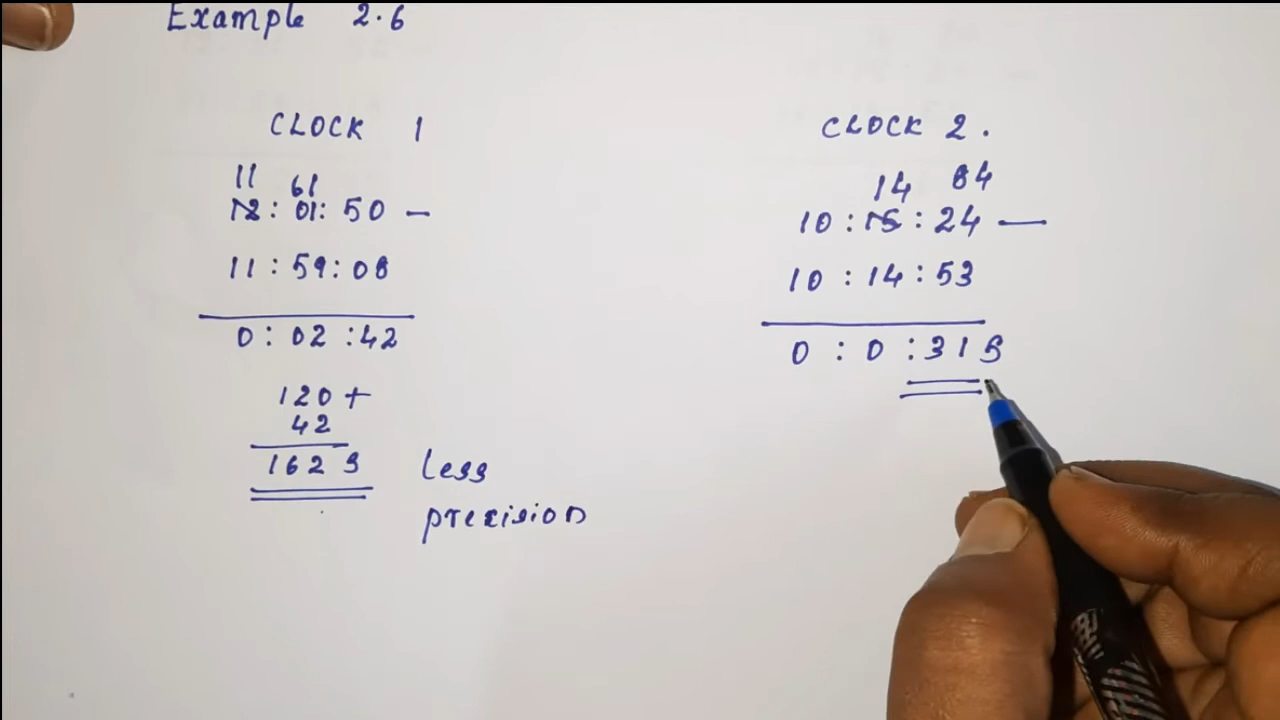 Example 2.6
CLOCK 1
11 61
12: 01: 50 −
11: 59: 08
0: 02 :42
120 +
42
162 s
less
precision
CLOCK 2.
14 84
10 : 15 : 24 —
10 : 14 : 53
0 : 0 : 31 s